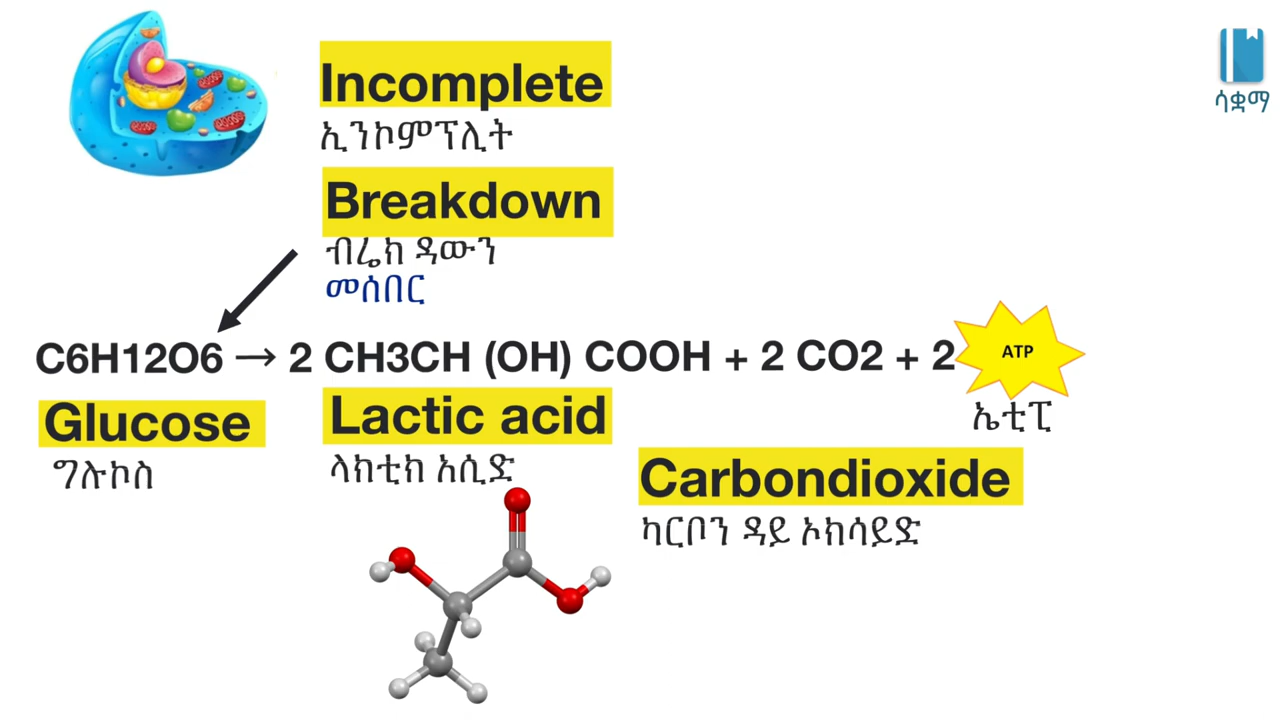 Incomplete
ኢንኮምፕሊት
Breakdown
ብሬክ ዳውን
መሰበር
ሳቋማ
C6H12O6 → 2 CH3CH (OH) COOH + 2 CO2 + 2 ATP
ኤቲፒ
Glucose
ግሉኮስ
Lactic acid
ላክቲክ አሲድ
Carbondioxide
ካርቦን ዳይ ኦክሳይድ